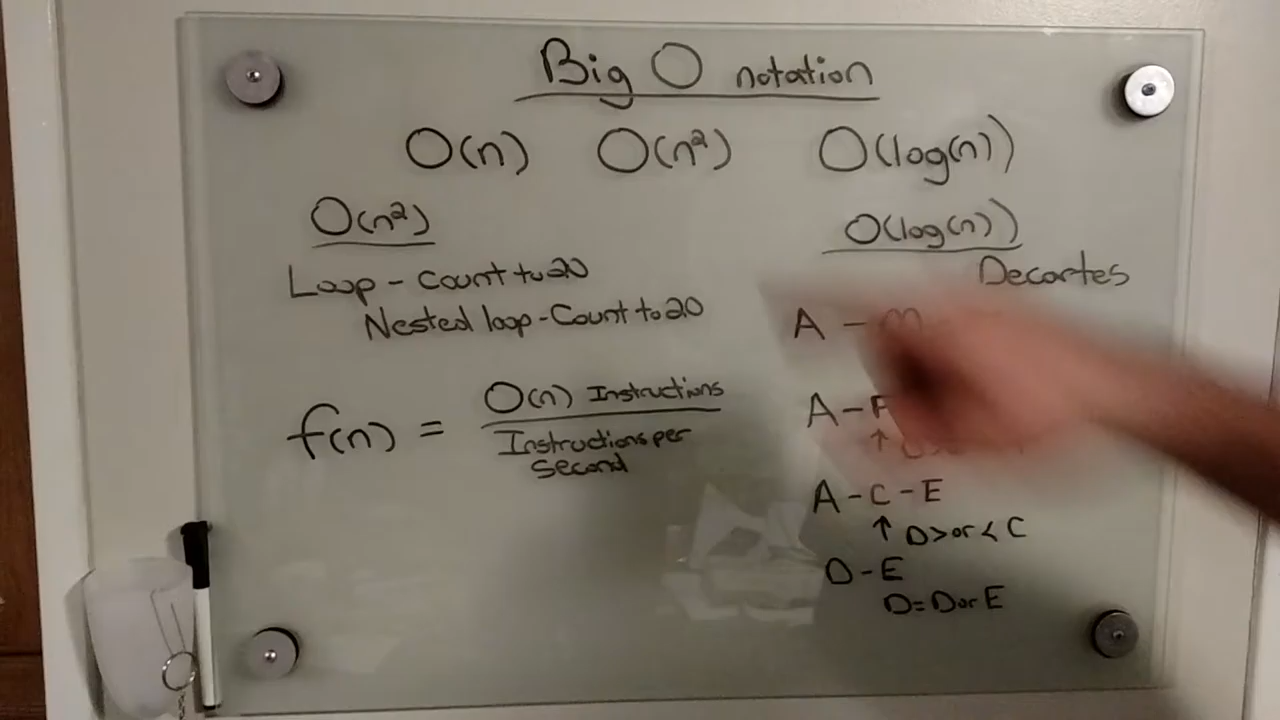 Big O notation
O(n) O(n²) O(log(n))
O(n²)
Loop - Count to 20
Nested loop - Count to 20
f(n) = O(n) Instructions
Instructions per
second
O(log(n))
Decartes
A -
A -
A - C - E
↑ D > or < C
D - E
D = D or E